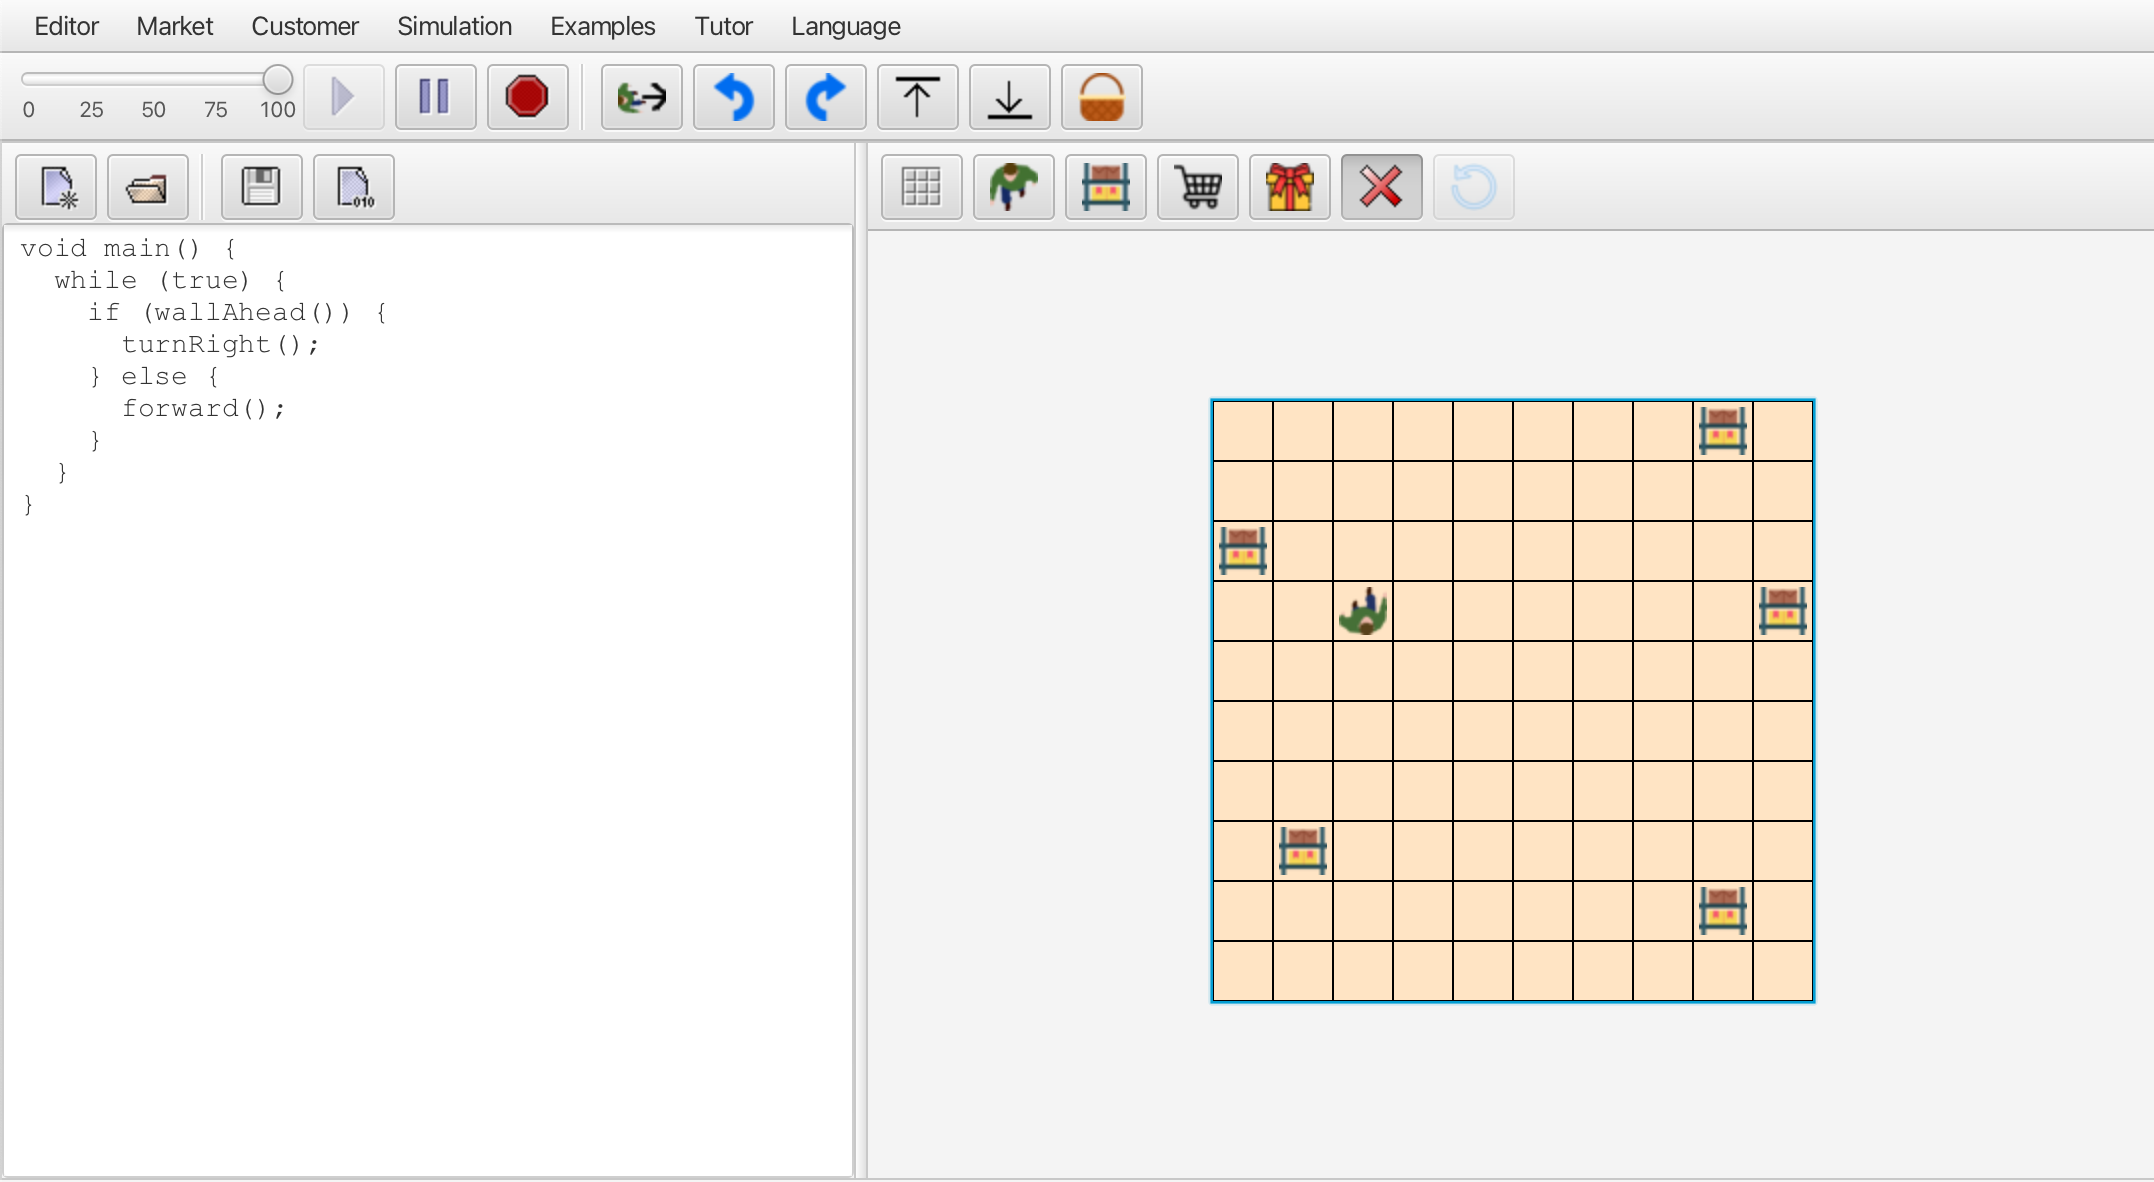 Editor Market Customer Simulation Examples Tutor Language
0 25 50 75 100
010
void main() {
  while (true) {
    if (wallAhead()) {
      turnRight();
    } else {
      forward();
    }
  }
}